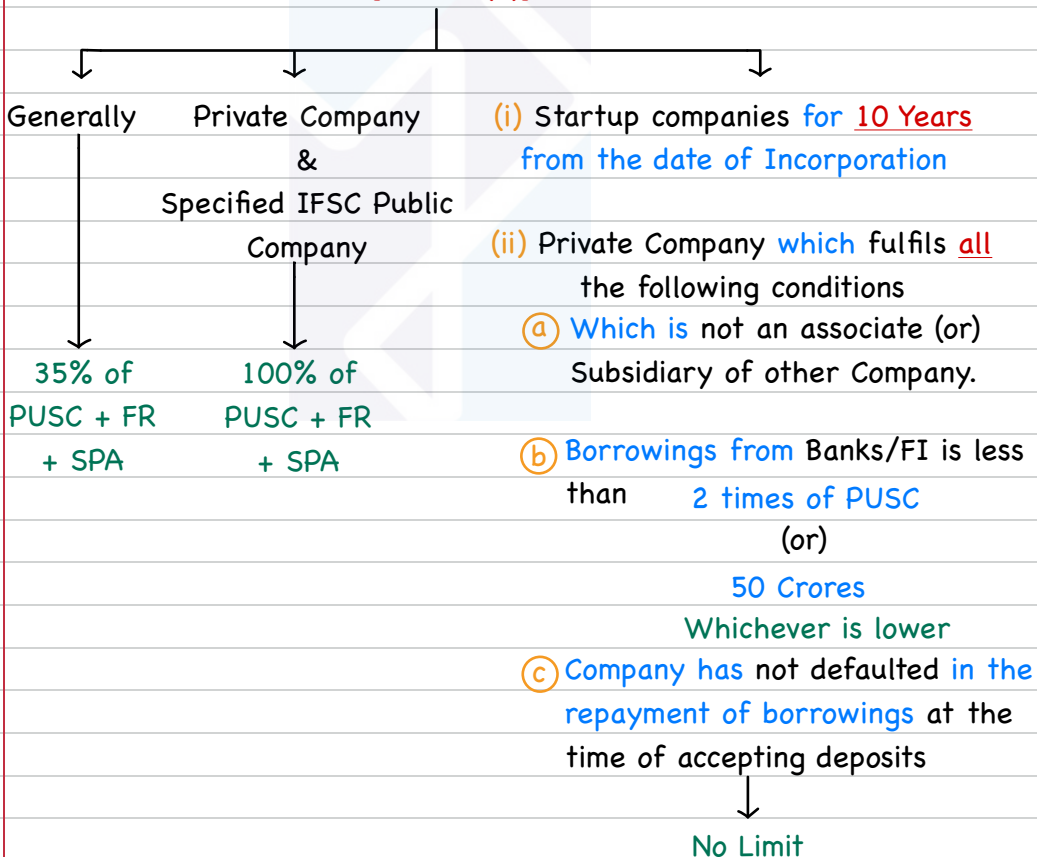 Generally
Private Company
&
Specified IFSC Public
Company
35% of
PUSC + FR
+ SPA
100% of
PUSC + FR
+ SPA
(i) Startup companies for 10 Years
from the date of Incorporation
(ii) Private Company which fulfils all
the following conditions
a Which is not an associate (or)
Subsidiary of other Company.
b Borrowings from Banks/FI is less
than 2 times of PUSC
(or)
50 Crores
Whichever is lower
c Company has not defaulted in the
repayment of borrowings at the
time of accepting deposits
No Limit